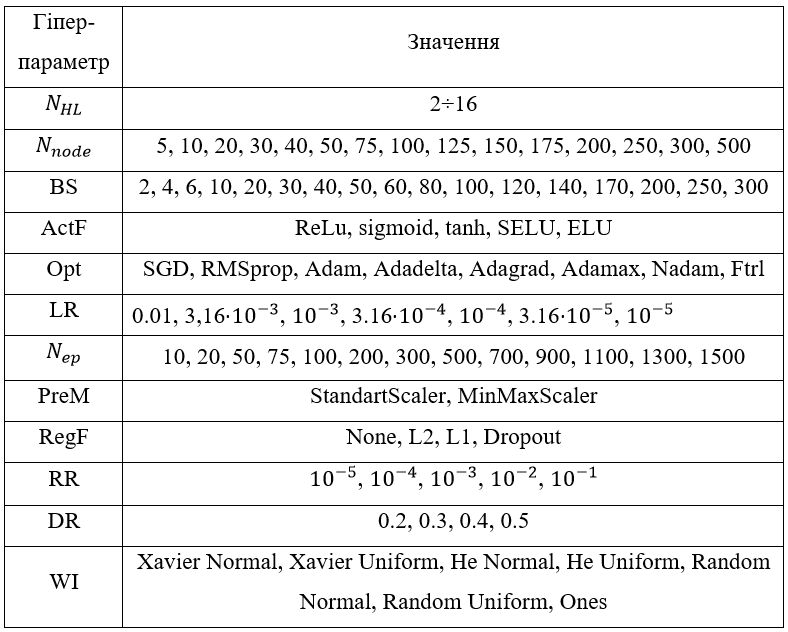 Гіпер-
параметр
Значення
N_HL
2÷16
N_node
5, 10, 20, 30, 40, 50, 75, 100, 125, 150, 175, 200, 250, 300, 500
BS
2, 4, 6, 10, 20, 30, 40, 50, 60, 80, 100, 120, 140, 170, 200, 250, 300
ActF
ReLu, sigmoid, tanh, SELU, ELU
Opt
SGD, RMSprop, Adam, Adadelta, Adagrad, Adamax, Nadam, Ftrl
LR
0.01, 3,16·10⁻³, 10⁻³, 3.16·10⁻⁴, 10⁻⁴, 3.16·10⁻⁵, 10⁻⁵
N_ep
10, 20, 50, 75, 100, 200, 300, 500, 700, 900, 1100, 1300, 1500
PreM
StandartScaler, MinMaxScaler
RegF
None, L2, L1, Dropout
RR
10⁻⁵, 10⁻⁴, 10⁻³, 10⁻², 10⁻¹
DR
0.2, 0.3, 0.4, 0.5
WI
Xavier Normal, Xavier Uniform, He Normal, He Uniform, Random
Normal, Random Uniform, Ones